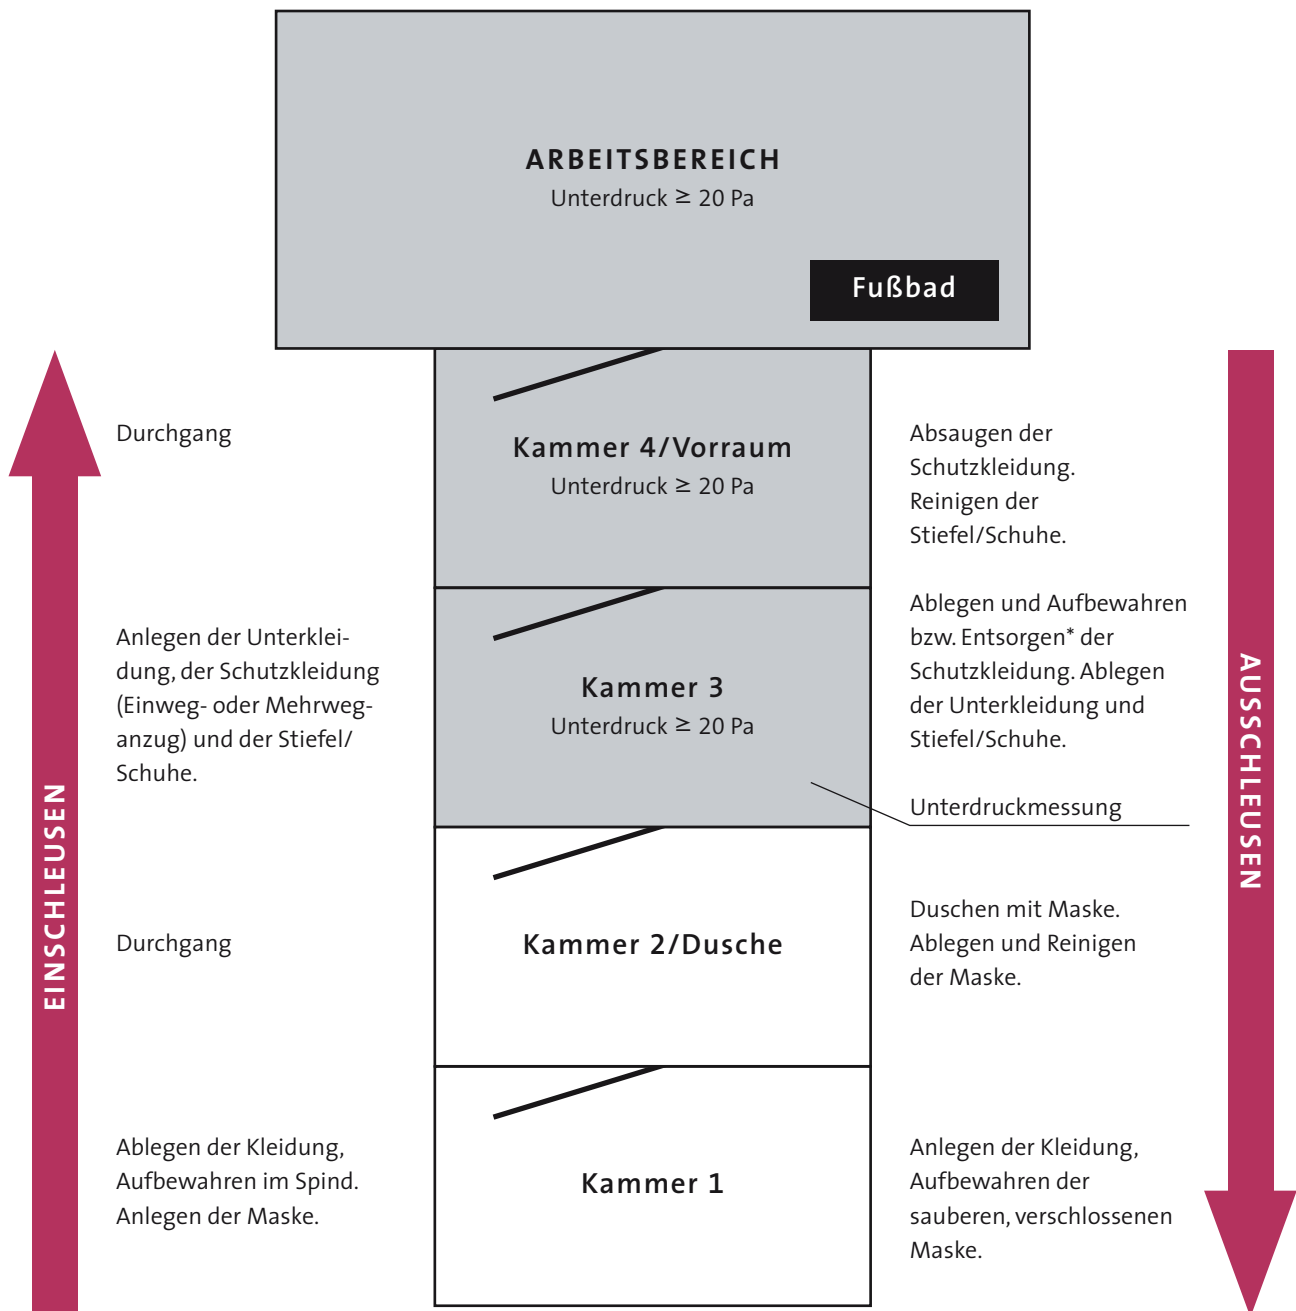 ARBEITSBEREICH
Unterdruck ≥ 20 Pa
Fußbad
EINSCHLEUSEN
Durchgang
Kammer 4/Vorraum
Unterdruck ≥ 20 Pa
Absaugen der
Schutzkleidung.
Reinigen der
Stiefel/Schuhe.
Anlegen der Unterklei-
dung, der Schutzkleidung
(Einweg- oder Mehrweg-
anzug) und der Stiefel/
Schuhe.
Kammer 3
Unterdruck ≥ 20 Pa
Ablegen und Aufbewahren
bzw. Entsorgen* der
Schutzkleidung. Ablegen
der Unterkleidung und
Stiefel/Schuhe.
Unterdruckmessung
AUSSCHLEUSEN
Durchgang
Kammer 2/Dusche
Duschen mit Maske.
Ablegen und Reinigen
der Maske.
Ablegen der Kleidung,
Aufbewahren im Spind.
Anlegen der Maske.
Kammer 1
Anlegen der Kleidung,
Aufbewahren der
sauberen, verschlossenen
Maske.